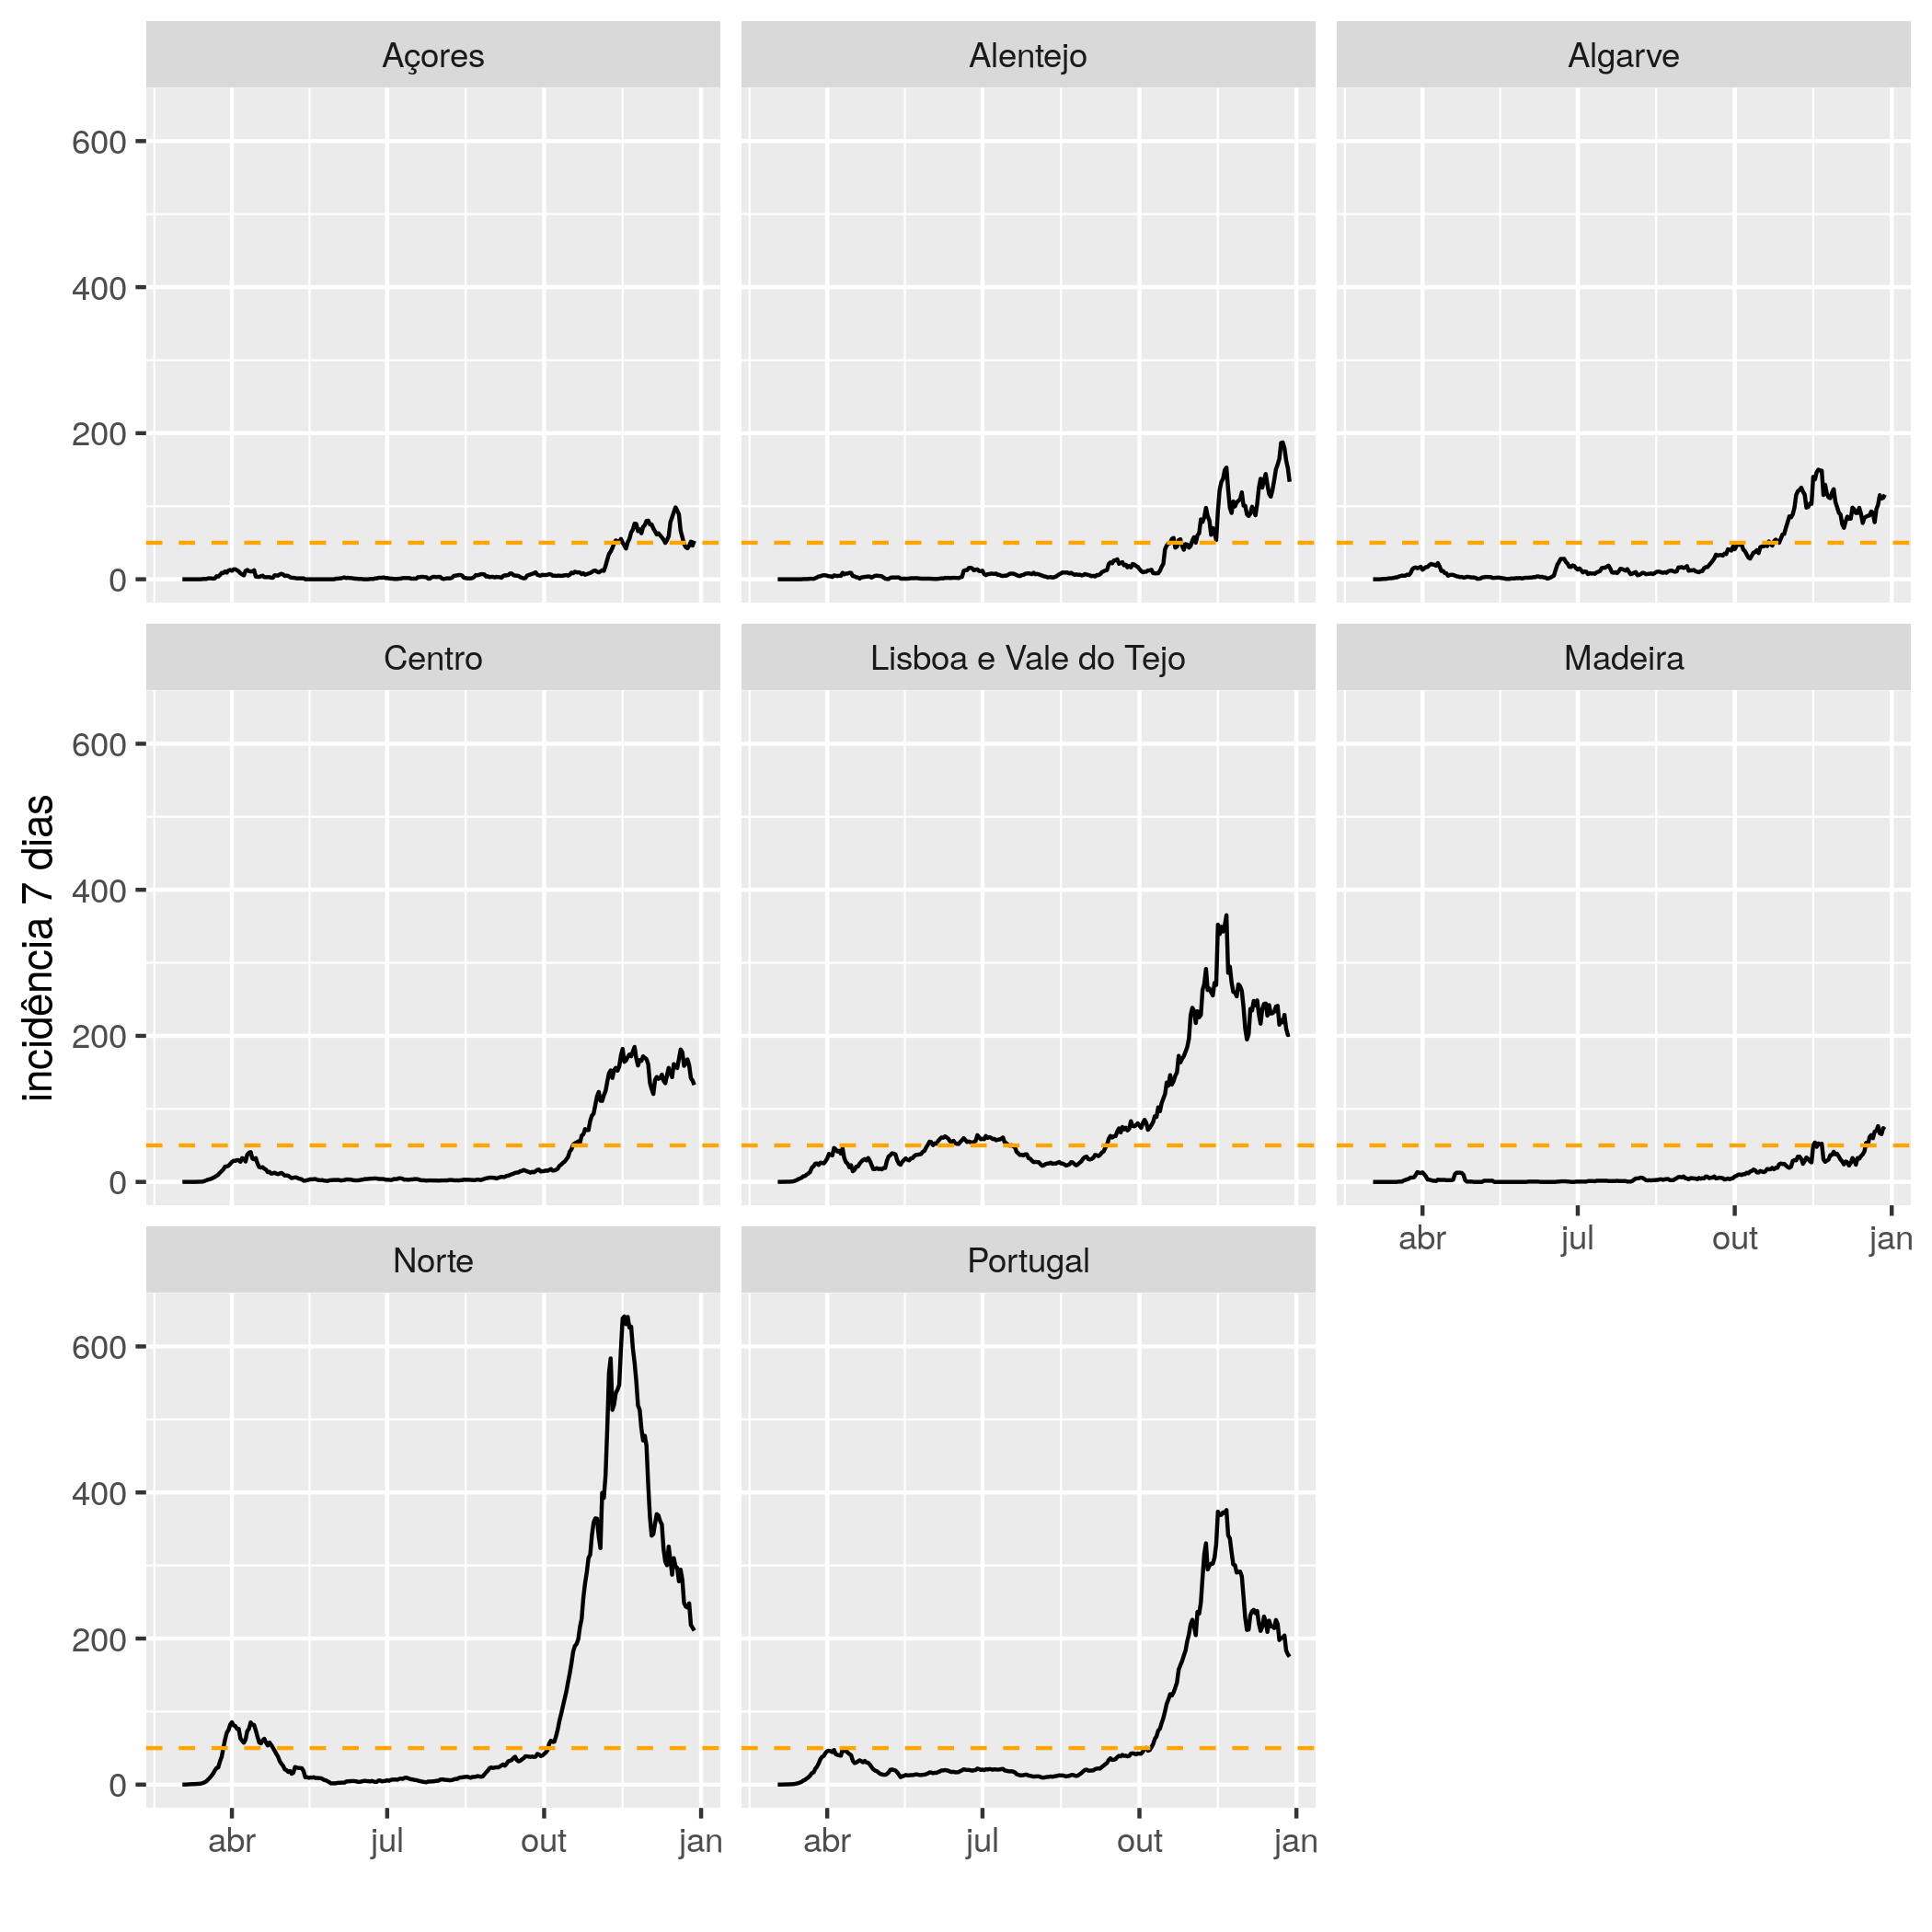 Açores
Alentejo
Algarve
600
400
200
0
Centro
Lisboa e Vale do Tejo
Madeira
incidência 7 dias
600
400
200
0
abr
jul
out
jan
Norte
Portugal
600
400
200
0
abr
jul
out
jan
abr
jul
out
jan